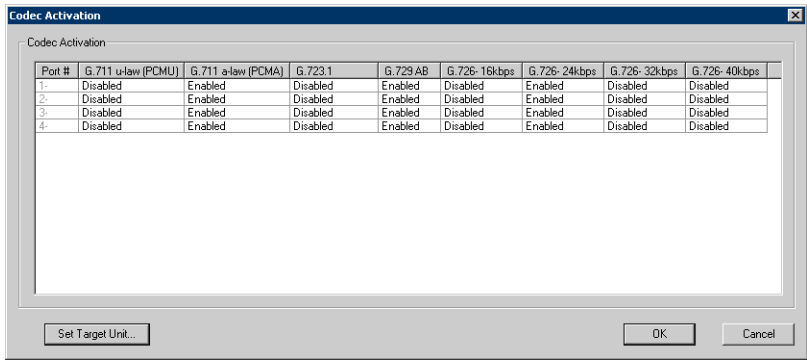 Codec Activation
Codec Activation
Port # G.711 u-law (PCMU) G.711 a-law (PCMA) G.723.1 G.729 AB G.726- 16kbps G.726- 24kbps G.726- 32kbps G.726- 40kbps
1- Disabled Enabled Disabled Enabled Disabled Enabled Disabled Disabled
2- Disabled Enabled Disabled Enabled Disabled Enabled Disabled Disabled
3- Disabled Enabled Disabled Enabled Disabled Enabled Disabled Disabled
4- Disabled Enabled Disabled Enabled Disabled Enabled Disabled Disabled
Set Target Unit... OK Cancel